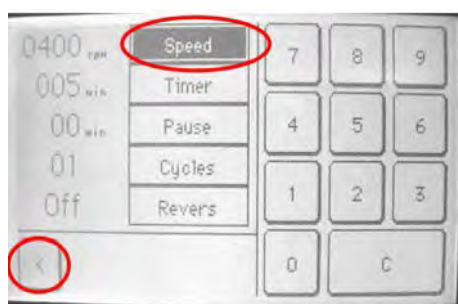 0400 rpm Speed 7 8 9
005 min Timer
00 min Pause 4 5 6
01 Cycles
Off Revers 1 2 3
< 0 C